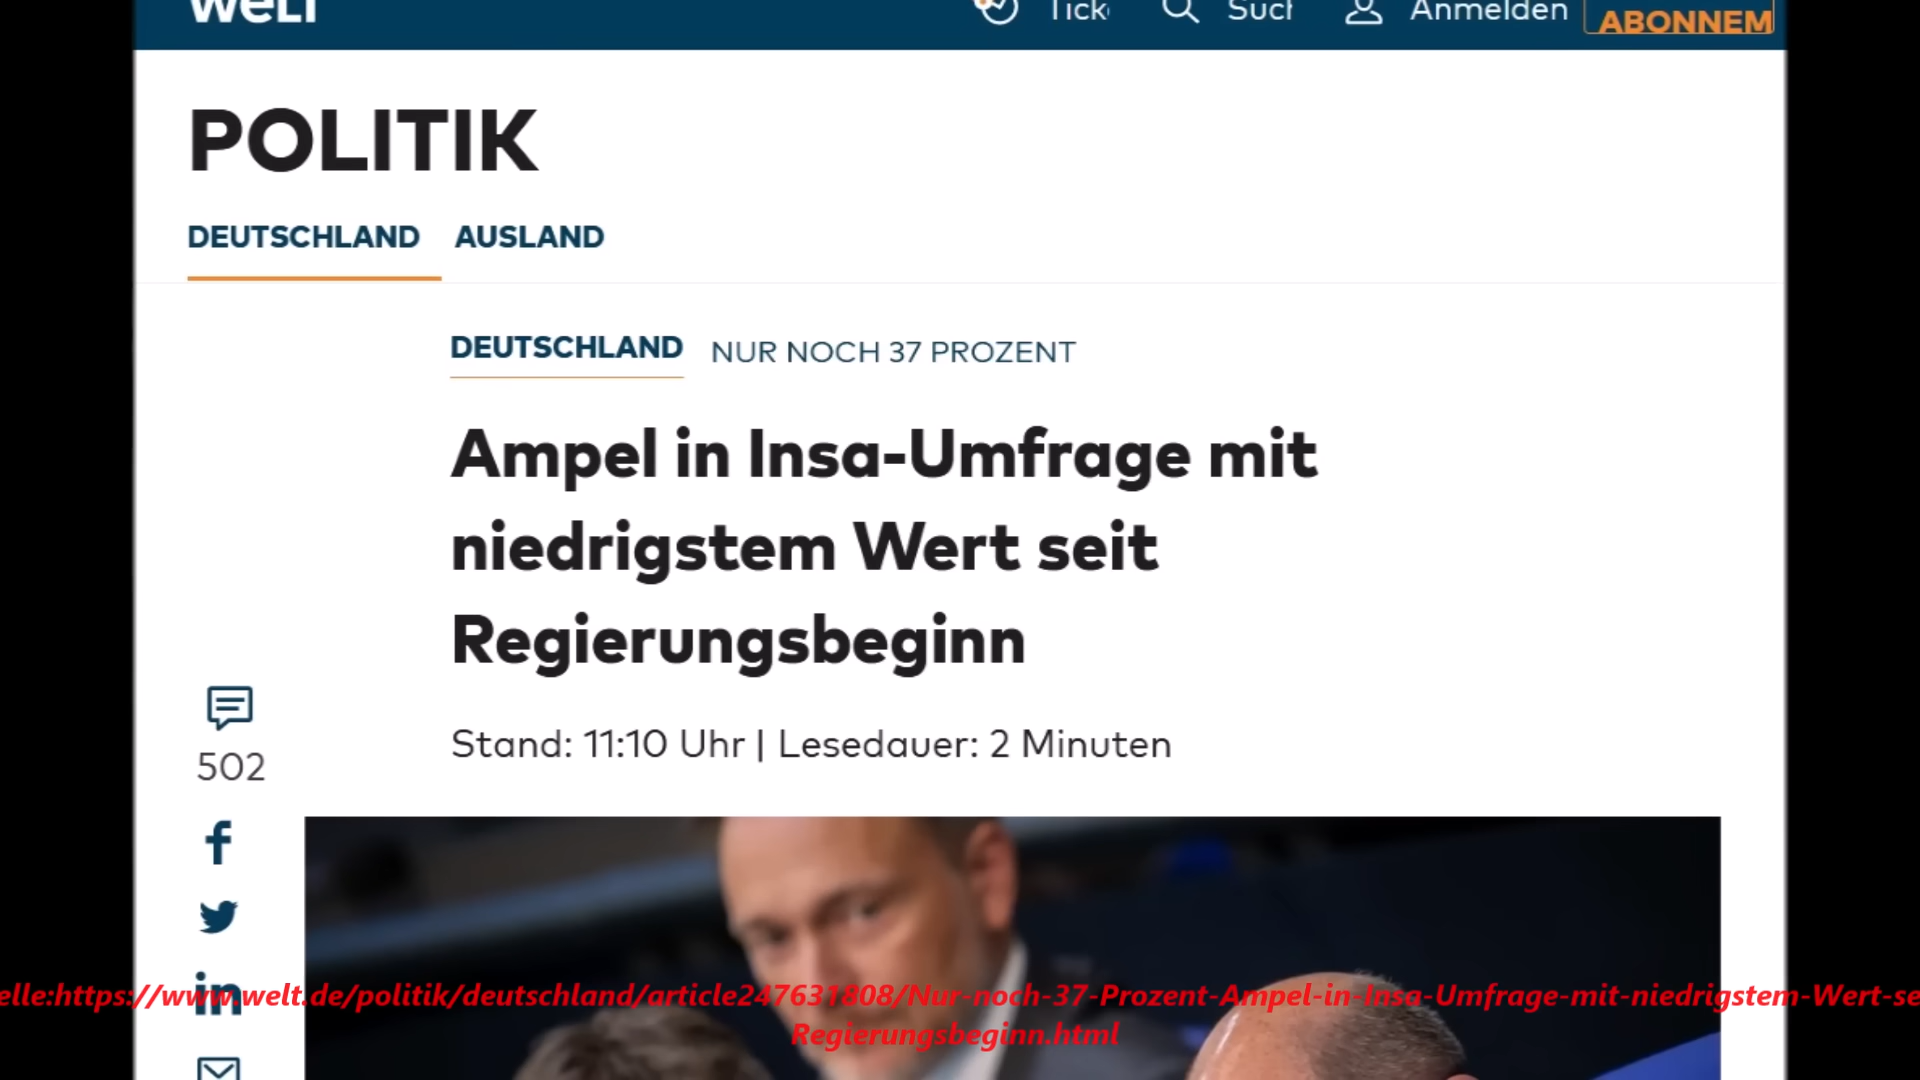 welt
Tick
Such
Anmelden
ABONNEM
POLITIK
DEUTSCHLAND AUSLAND
DEUTSCHLAND NUR NOCH 37 PROZENT
Ampel in Insa-Umfrage mit
niedrigstem Wert seit
Regierungsbeginn
Stand: 11:10 Uhr | Lesedauer: 2 Minuten
502
elle:https://www.welt.de/politik/deutschland/article247631808/Nur-noch-37-Prozent-Ampel-in-Insa-Umfrage-mit-niedrigstem-Wert-se
Regierungsbeginn.html